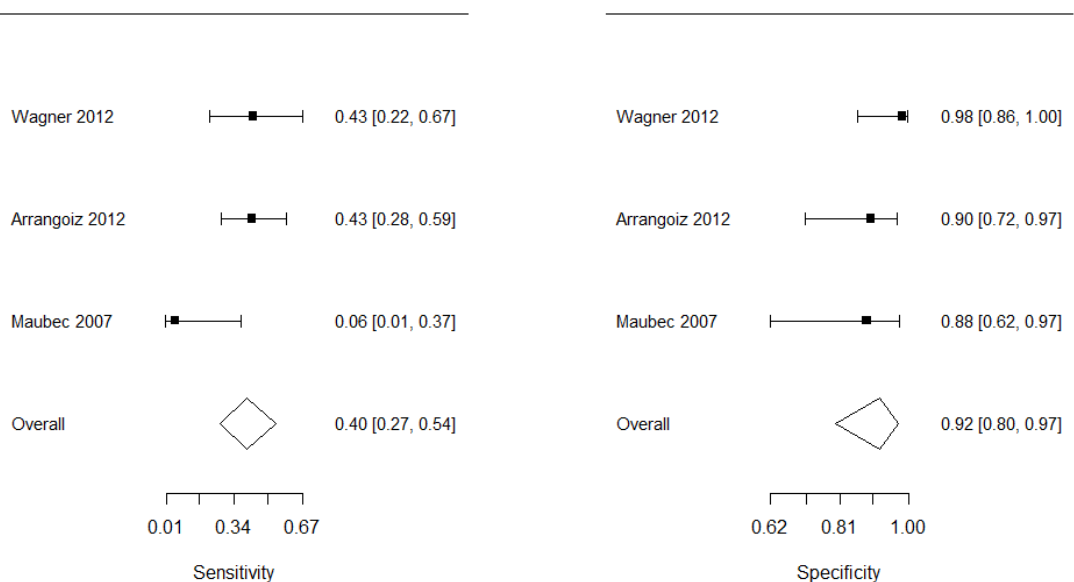 Wagner 2012 0.43 [0.22, 0.67]
Arrangoiz 2012 0.43 [0.28, 0.59]
Maubec 2007 0.06 [0.01, 0.37]
Overall 0.40 [0.27, 0.54]
0.01 0.34 0.67
Sensitivity
Wagner 2012 0.98 [0.86, 1.00]
Arrangoiz 2012 0.90 [0.72, 0.97]
Maubec 2007 0.88 [0.62, 0.97]
Overall 0.92 [0.80, 0.97]
0.62 0.81 1.00
Specificity